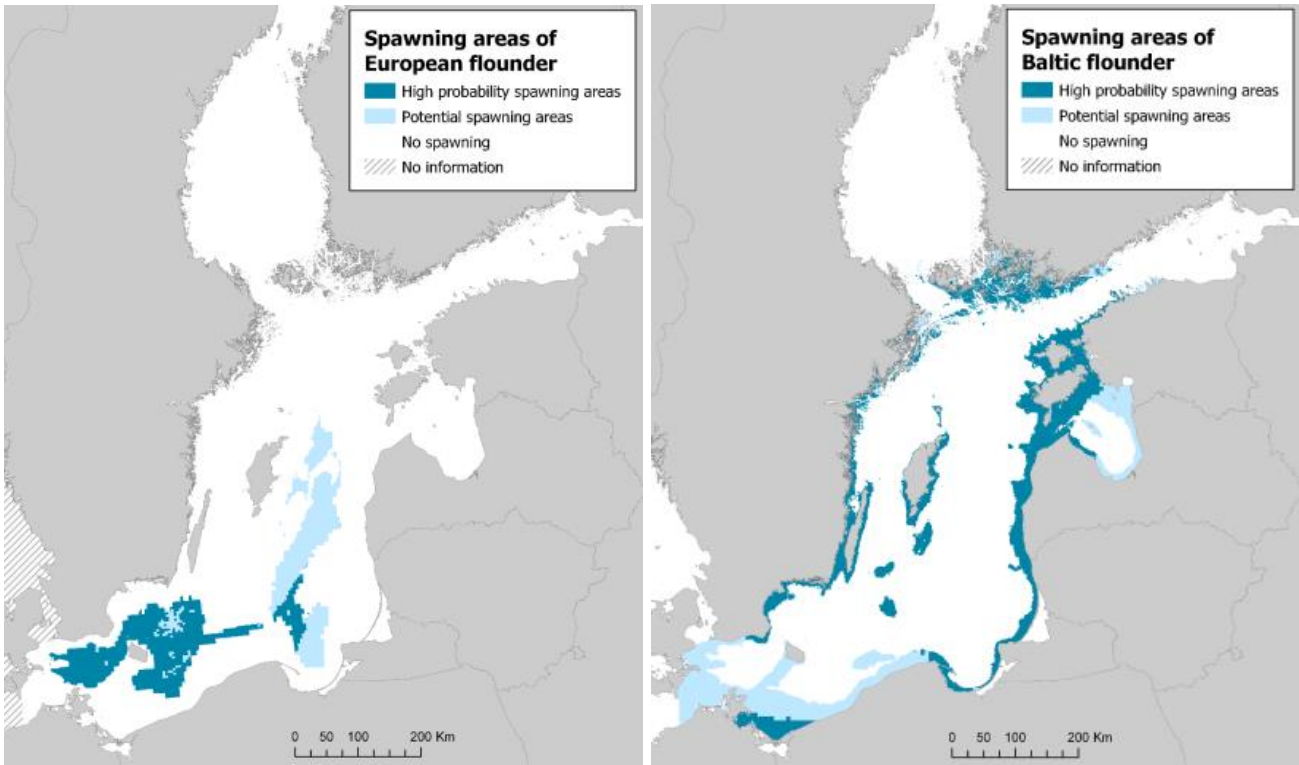 Spawning areas of
European flounder
High probability spawning areas
Potential spawning areas
No spawning
No information
0 50 100 200 Km
Spawning areas of
Baltic flounder
High probability spawning areas
Potential spawning areas
No spawning
No information
0 50 100 200 Km